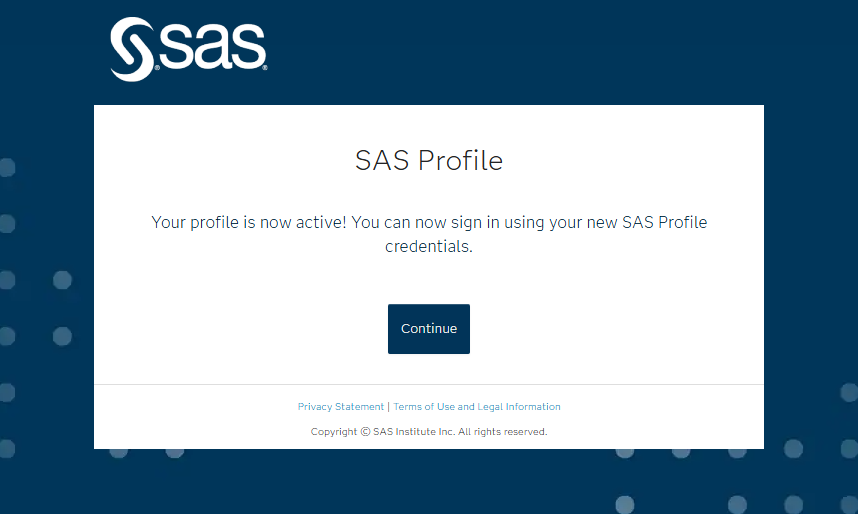 sas
SAS Profile
Your profile is now active! You can now sign in using your new SAS Profile
credentials.
Continue
Privacy Statement | Terms of Use and Legal Information
Copyright © SAS Institute Inc. All rights reserved.